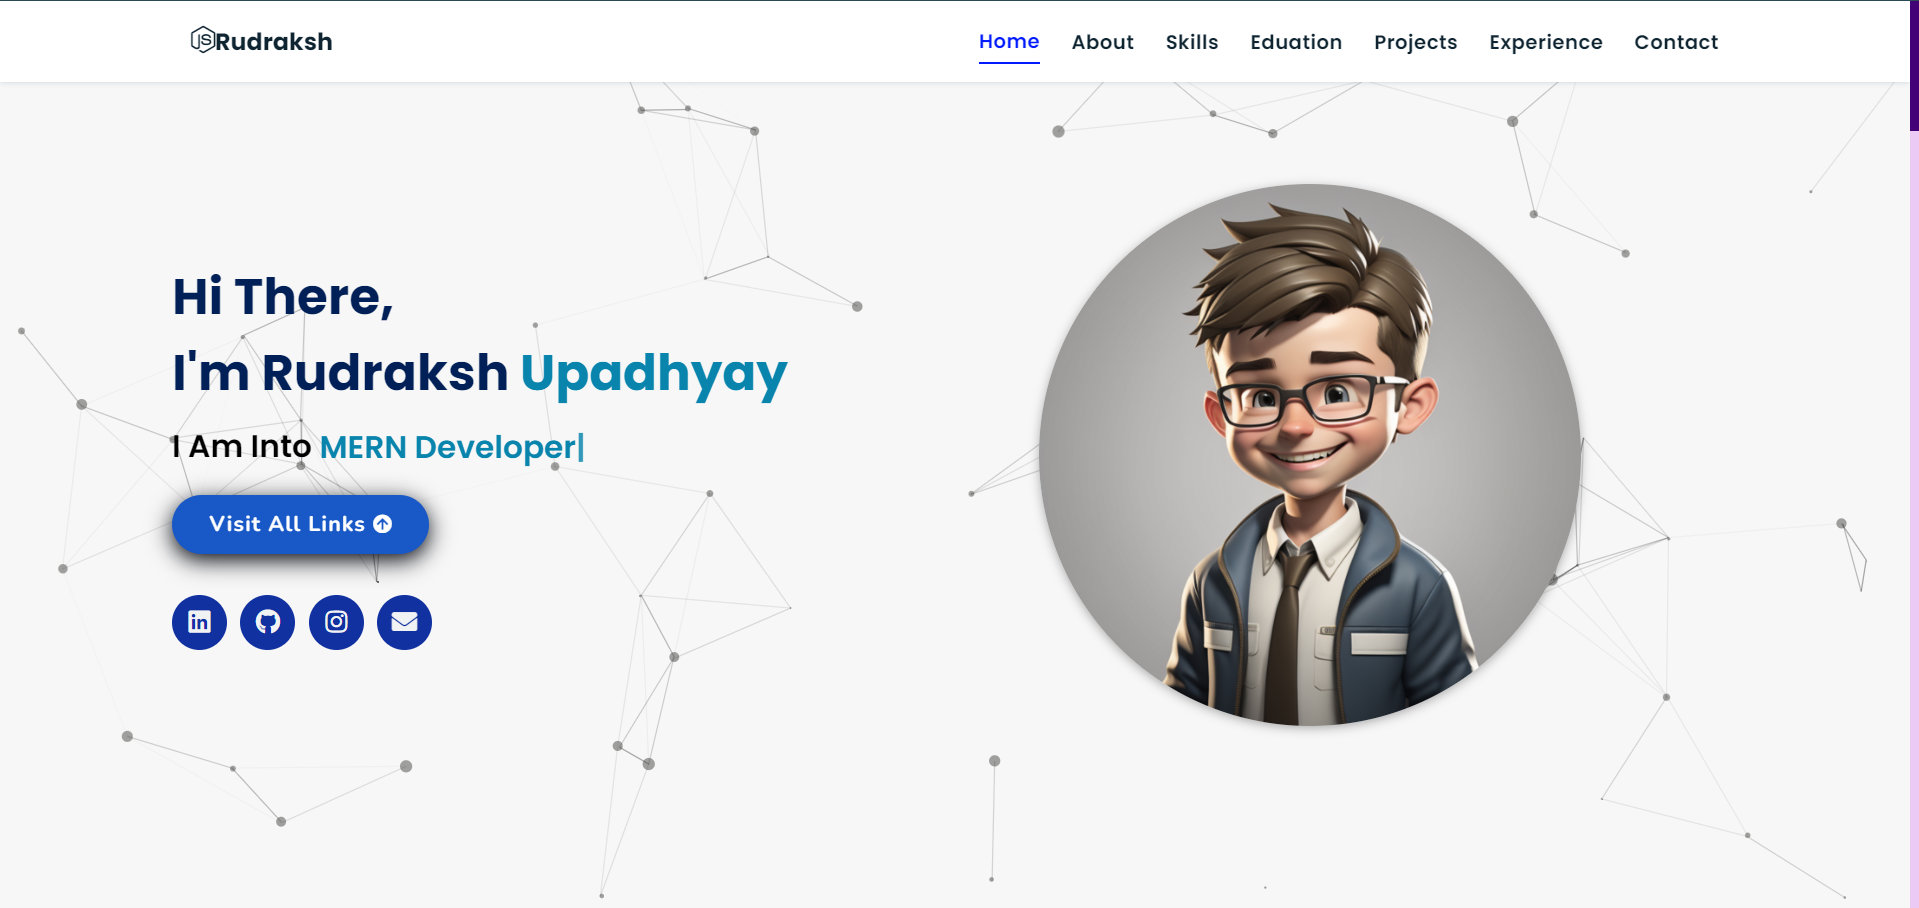 JS Rudraksh
Home About Skills Eduation Projects Experience Contact
Hi There,
I'm Rudraksh Upadhyay
I Am Into MERN Developer|
Visit All Links
in